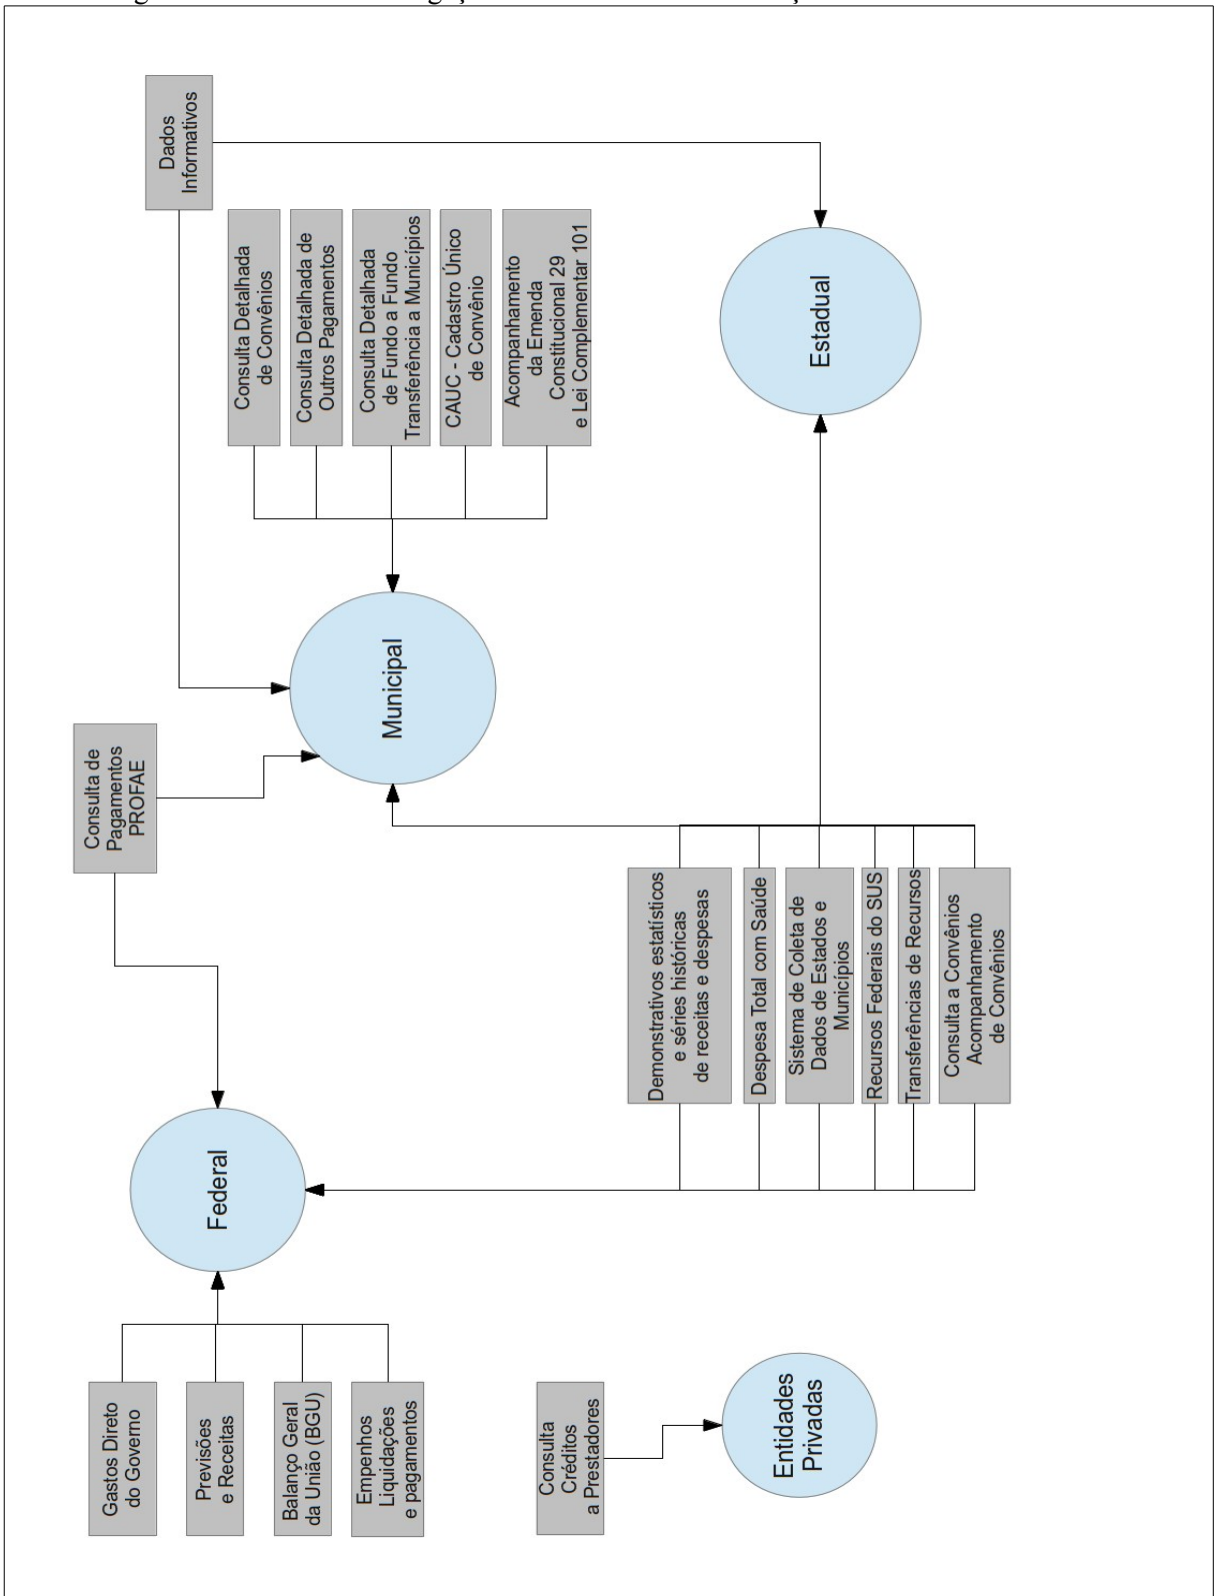 Consulta de
Pagamentos
PROFAE
Dados
Informativos
Gastos Direto
do Governo
Previsões
e Receitas
Balanço Geral
da União (BGU)
Empenhos
Liquidações
e pagamentos
Federal
Municipal
Consulta Detalhada
de Convênios
Consulta Detalhada de
Outros Pagamentos
Consulta Detalhada
de Fundo a Fundo
Transferência a Municípios
CAUC - Cadastro Único
de Convênio
Acompanhamento
da Emenda
Constitucional 29
e Lei Complementar 101
Consulta
Créditos
a Prestadores
Entidades
Privadas
Demonstrativos estatísticos
e séries históricas
de receitas e despesas
Despesa Total com Saúde
Sistema de Coleta de
Dados de Estados e
Municípios
Recursos Federais do SUS
Transferências de Recursos
Consulta a Convênios
Acompanhamento
de Convênios
Estadual